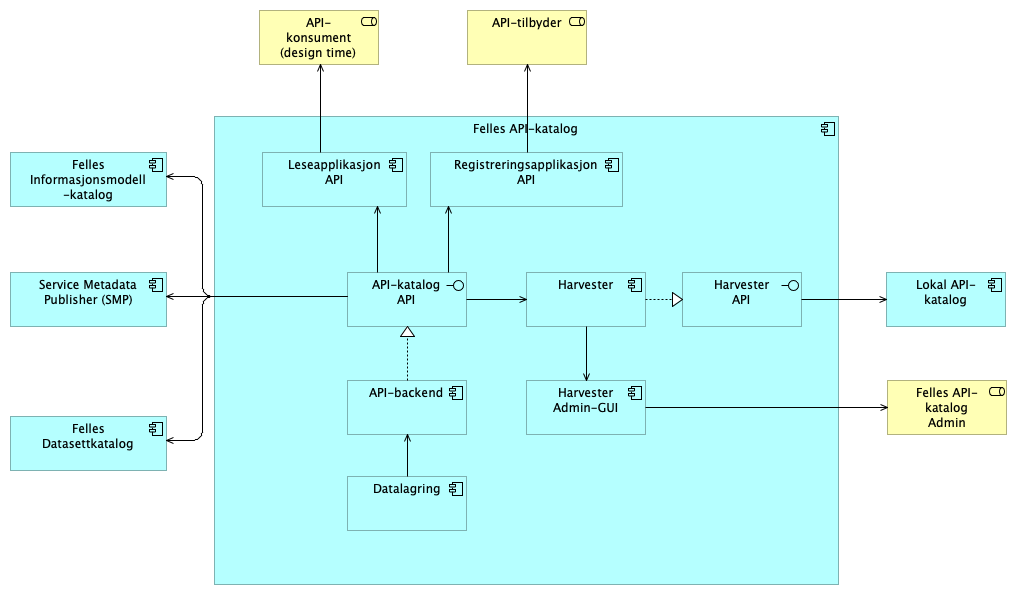 API-
konsument
(design time)
API-tilbyder
Felles API-katalog
Felles
Informasjonsmodell
-katalog
Leseapplikasjon
API
Registreringsapplikasjon
API
Service Metadata
Publisher (SMP)
API-katalog
API
Harvester
Harvester
API
Lokal API-
katalog
Felles
Datasettkatalog
API-backend
Harvester
Admin-GUI
Felles API-
katalog
Admin
Datalagring